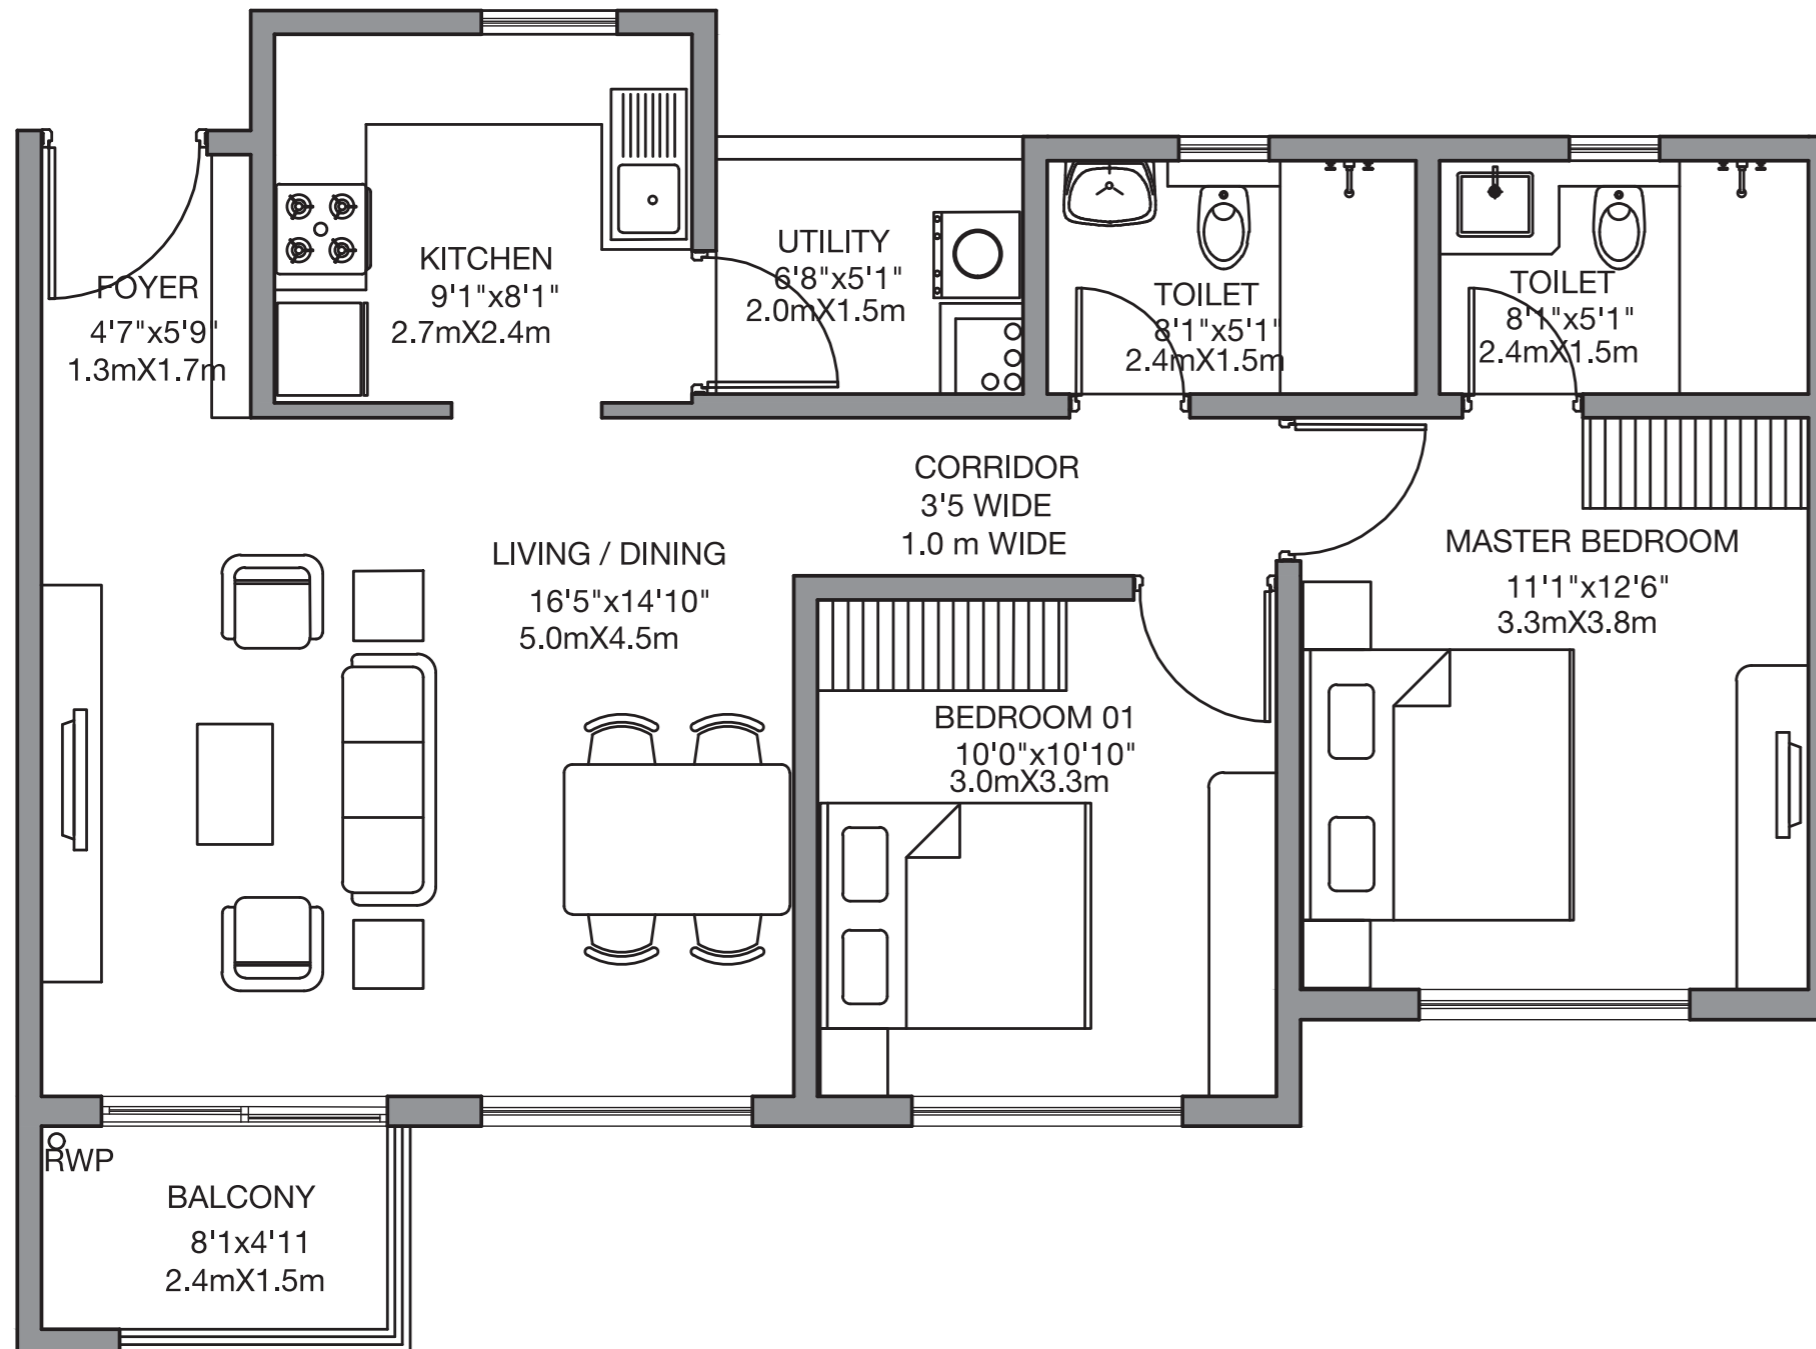 FOYER
4'7"x5'9"
1.3mX1.7m
KITCHEN
9'1"x8'1"
2.7mX2.4m
UTILITY
6'8"x5'1"
2.0mX1.5m
TOILET
8'1"x5'1"
2.4mX1.5m
TOILET
8'1"x5'1"
2.4mX1.5m
CORRIDOR
3'5 WIDE
1.0 m WIDE
LIVING / DINING
16'5"x14'10"
5.0mX4.5m
MASTER BEDROOM
11'1"x12'6"
3.3mX3.8m
BEDROOM 01
10'0"x10'10"
3.0mX3.3m
RWP
BALCONY
8'1x4'11
2.4mX1.5m